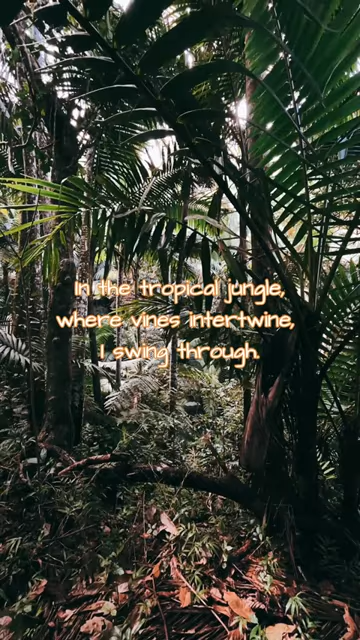 In the tropical jungle,
where vines intertwine,
I swing through.